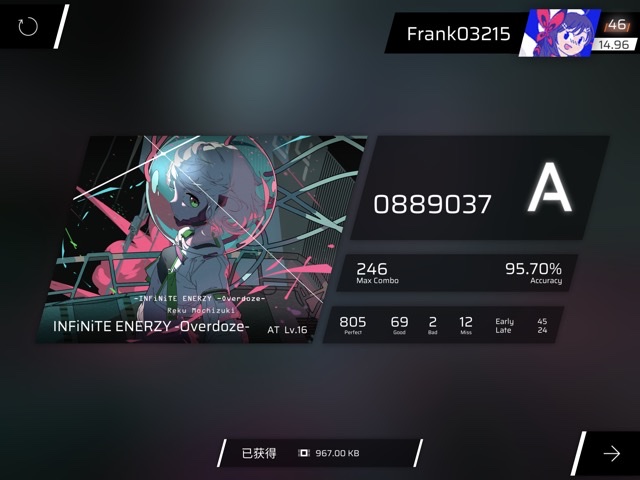 Frank03215
46
14.96
0889037
A
246
Max Combo
95.70%
Accuracy
-INFiNiTE ENERZY -Overdoze-
Reku Mochizuki
INFiNiTE ENERZY -Overdoze-
AT Lv.16
805
Perfect
69
Good
2
Bad
12
Miss
Early 45
Late 24
已获得
967.00 KB